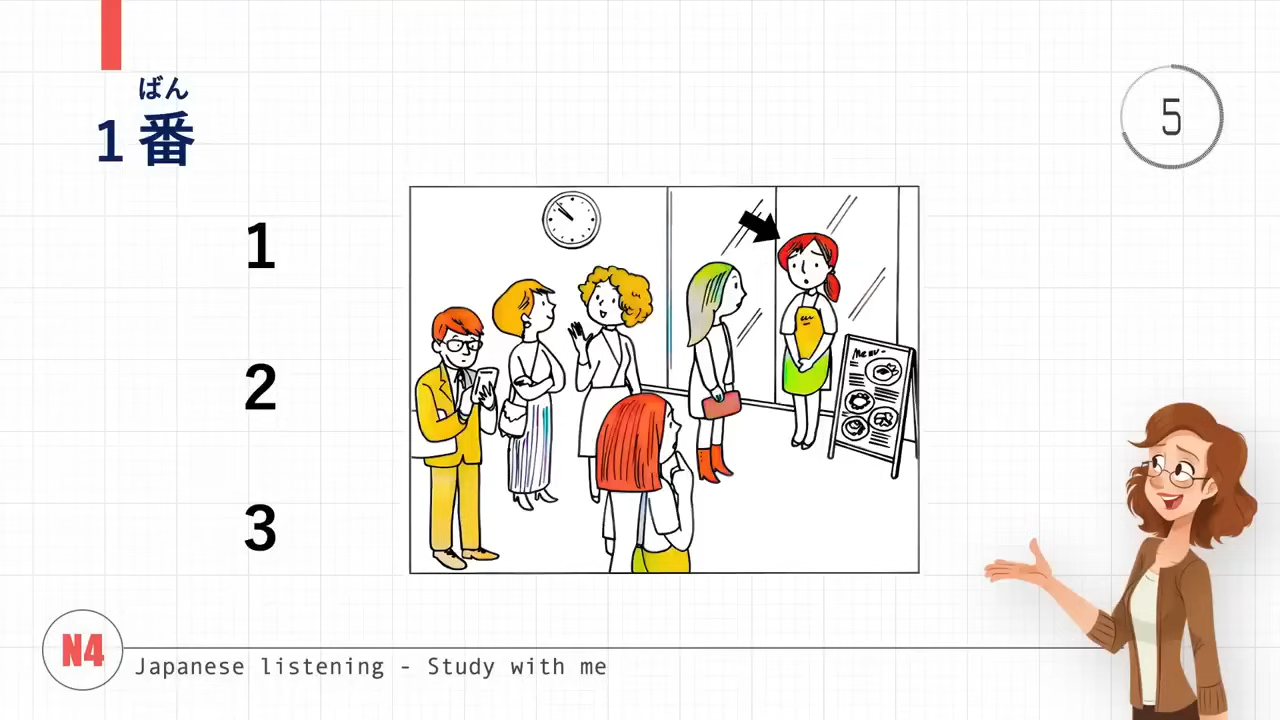 ばん
1番
5
1
2
3
Menu
N4
Japanese listening - Study with me